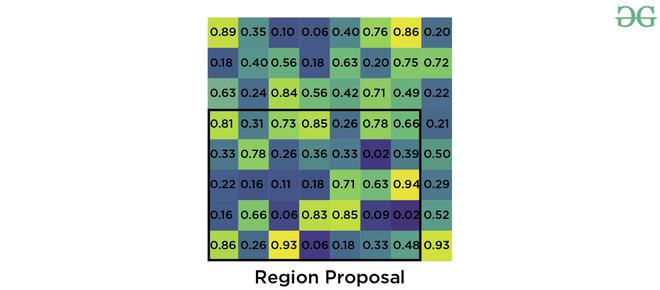 0.89 0.35 0.10 0.06 0.40 0.76 0.86 0.20
0.18 0.40 0.56 0.18 0.63 0.20 0.75 0.72
0.63 0.24 0.84 0.56 0.42 0.71 0.49 0.22
0.81 0.31 0.73 0.85 0.26 0.78 0.66 0.21
0.33 0.78 0.26 0.36 0.33 0.02 0.39 0.50
0.22 0.16 0.11 0.18 0.71 0.63 0.94 0.29
0.16 0.66 0.06 0.83 0.85 0.09 0.02 0.52
0.86 0.26 0.93 0.06 0.18 0.33 0.48 0.93
Region Proposal